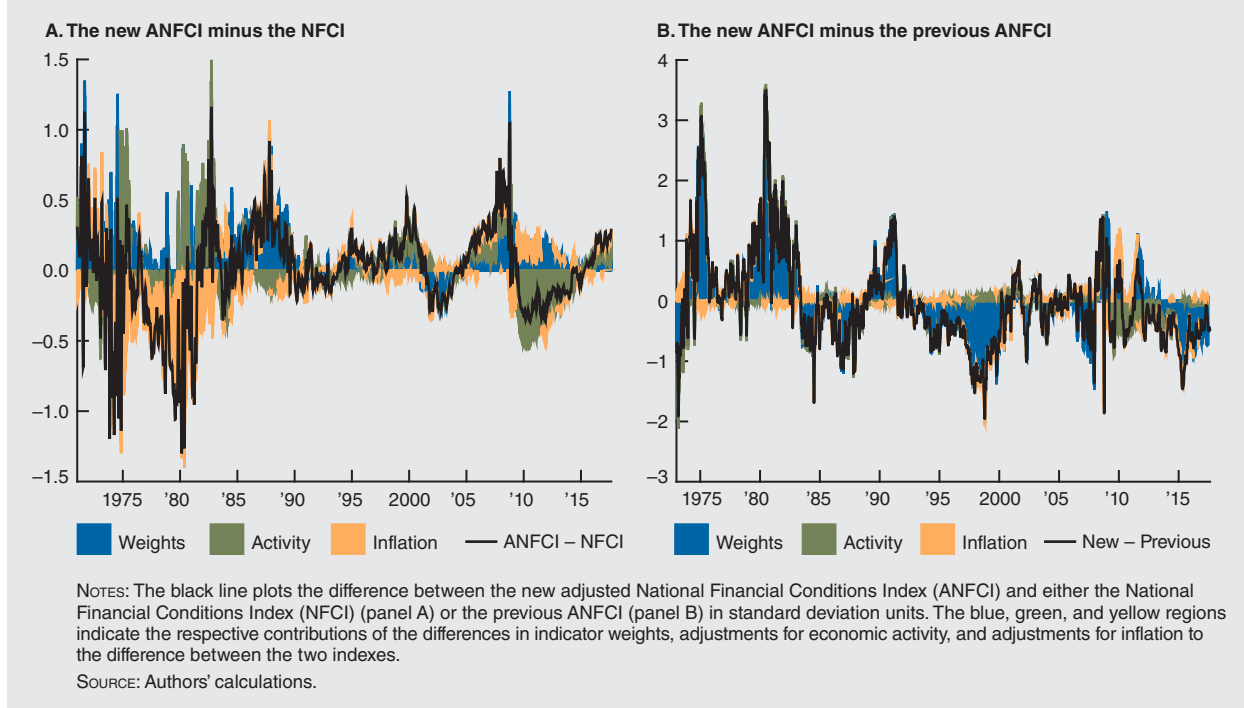 A. The new ANFCI minus the NFCI
1.5
1.0
0.5
0.0
–0.5
–1.0
–1.5
1975 ’80 ’85 ’90 ’95 2000 ’05 ’10 ’15
Weights Activity Inflation ANFCI – NFCI
B. The new ANFCI minus the previous ANFCI
4
3
2
1
0
–1
–2
–3
1975 ’80 ’85 ’90 ’95 2000 ’05 ’10 ’15
Weights Activity Inflation New – Previous
NOTES: The black line plots the difference between the new adjusted National Financial Conditions Index (ANFCI) and either the National
Financial Conditions Index (NFCI) (panel A) or the previous ANFCI (panel B) in standard deviation units. The blue, green, and yellow regions
indicate the respective contributions of the differences in indicator weights, adjustments for economic activity, and adjustments for inflation to
the difference between the two indexes.
SOURCE: Authors’ calculations.